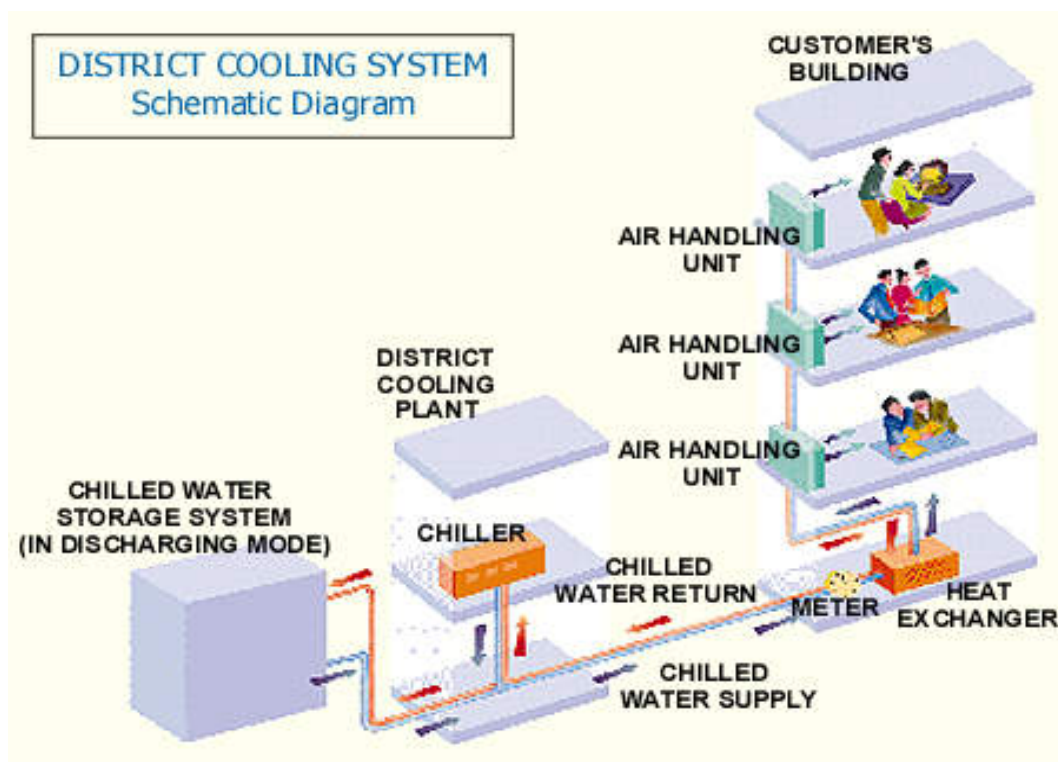 DISTRICT COOLING SYSTEM
Schematic Diagram
CUSTOMER'S
BUILDING
AIR HANDLING
UNIT
AIR HANDLING
UNIT
AIR HANDLING
UNIT
DISTRICT
COOLING
PLANT
CHILLED WATER
STORAGE SYSTEM
(IN DISCHARGING MODE)
CHILLER
CHILLED
WATER RETURN
METER
HEAT
EXCHANGER
CHILLED
WATER SUPPLY